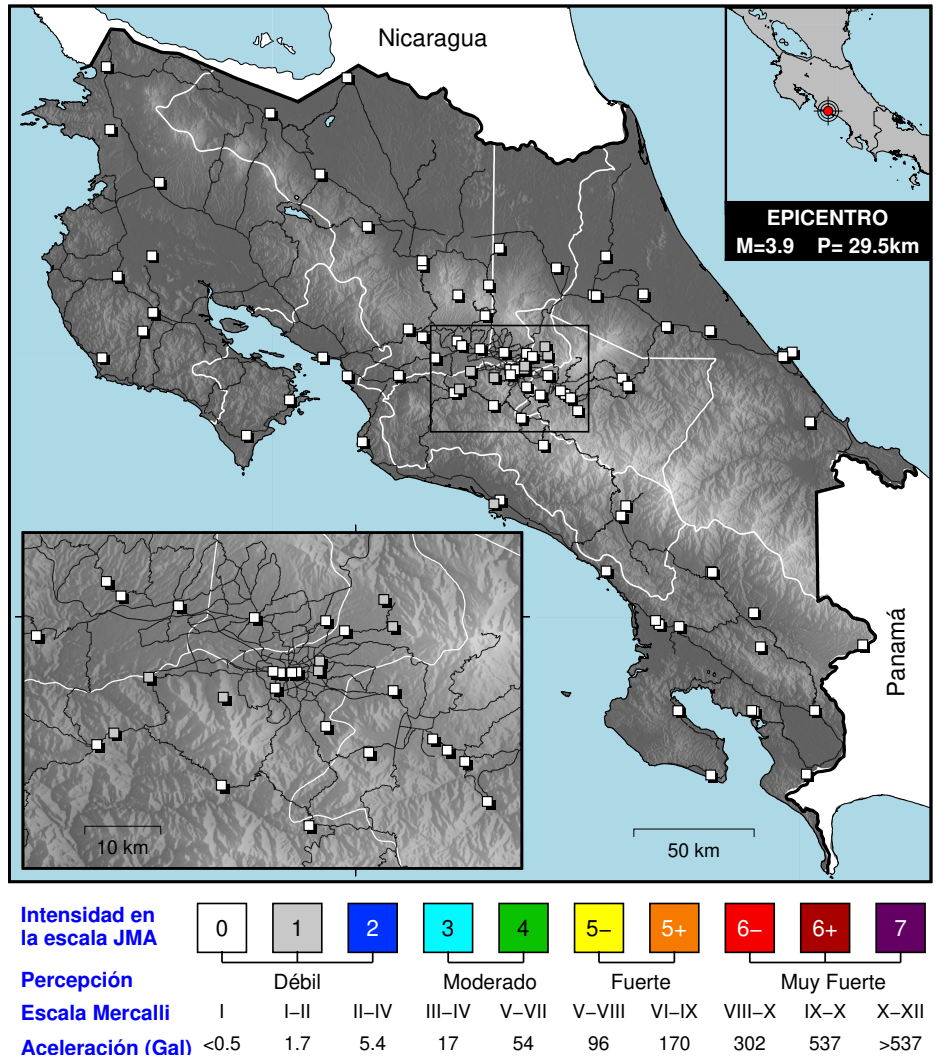 Nicaragua
EPICENTRO
M=3.9 P= 29.5km
Panamá
10 km
50 km
Intensidad en
la escala JMA
0 1 2 3 4 5− 5+ 6− 6+ 7
Percepción Débil Moderado Fuerte Muy Fuerte
Escala Mercalli I I−II II−IV III−IV V−VII V−VIII VI−IX VIII−X IX−X X−XII
Aceleración (Gal) <0.5 1.7 5.4 17 54 96 170 302 537 >537